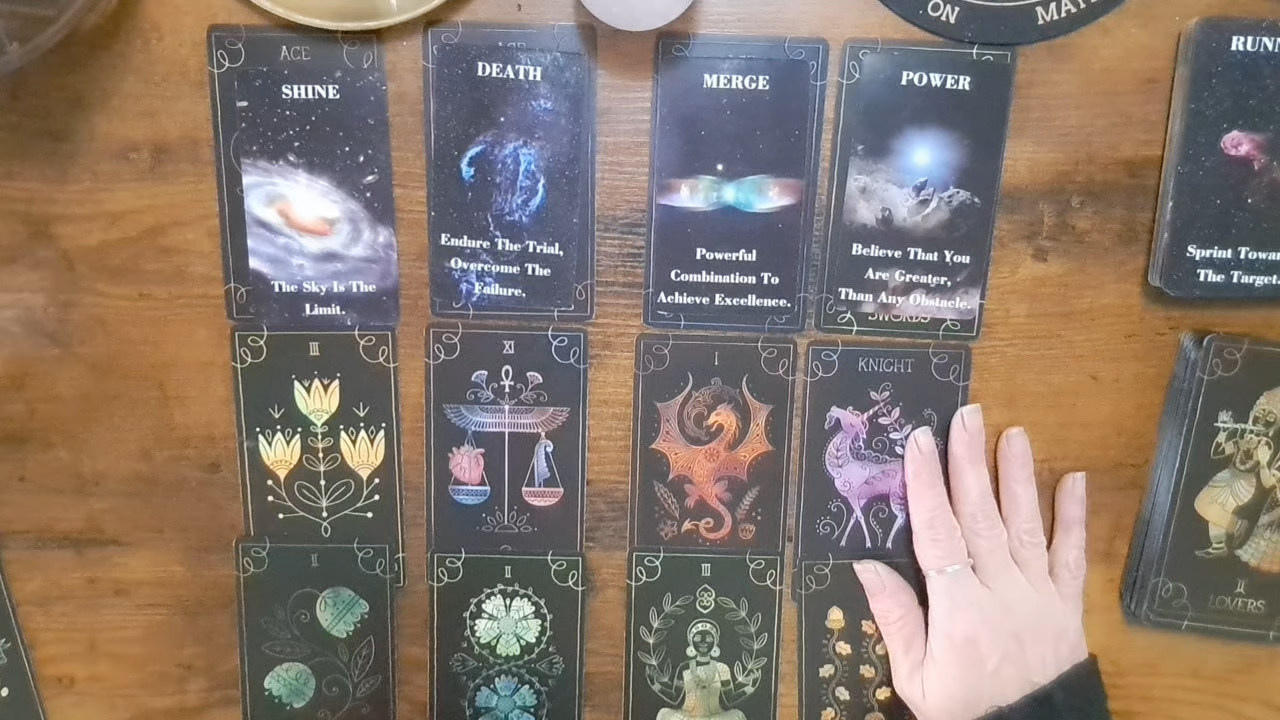 ON
MAY
ACE
SHINE
The Sky Is The
Limit.
ACE
DEATH
Endure The Trial,
Overcome The
Failure.
MERGE
Powerful
Combination To
Achieve Excellence.
POWER
Believe That You
Are Greater,
Than Any Obstacle.
SWORDS
RUN
Sprint Towar
The Target
III
XI
I
KNIGHT
II
II
III
II
LOVERS